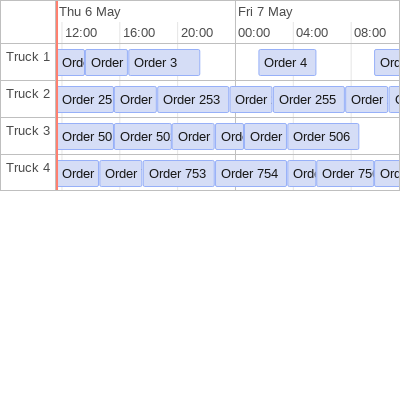 Thu 6 May Fri 7 May
12:00 16:00 20:00 00:00 04:00 08:00
Truck 1 Ord Order Order 3 Order 4 Ord
Truck 2 Order 25 Order Order 253 Order Order 255 Order
Truck 3 Order 50 Order 50 Order Ord Order Order 506
Truck 4 Order Order Order 753 Order 754 Ord Order 75 Ord